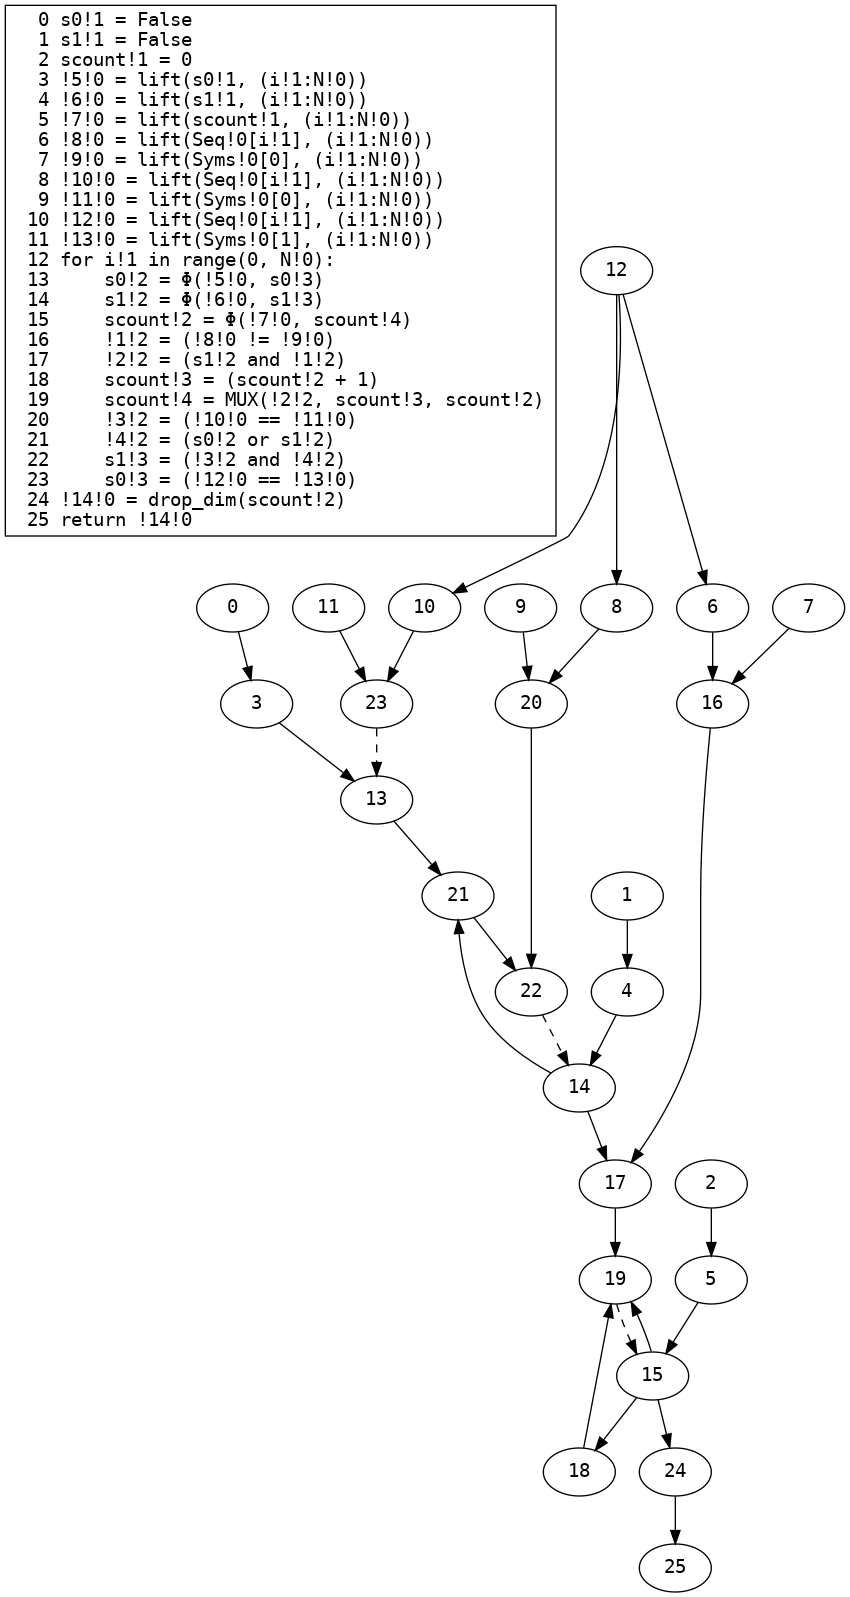 0 s0!1 = False
1 s1!1 = False
2 scount!1 = 0
3 !5!0 = lift(s0!1, (i!1:N!0))
4 !6!0 = lift(s1!1, (i!1:N!0))
5 !7!0 = lift(scount!1, (i!1:N!0))
6 !8!0 = lift(Seq!0[i!1], (i!1:N!0))
7 !9!0 = lift(Syms!0[0], (i!1:N!0))
8 !10!0 = lift(Seq!0[i!1], (i!1:N!0))
9 !11!0 = lift(Syms!0[0], (i!1:N!0))
10 !12!0 = lift(Seq!0[i!1], (i!1:N!0))
11 !13!0 = lift(Syms!0[1], (i!1:N!0))
12 for i!1 in range(0, N!0):
13     s0!2 = Φ(!5!0, s0!3)
14     s1!2 = Φ(!6!0, s1!3)
15     scount!2 = Φ(!7!0, scount!4)
16     !1!2 = (!8!0 != !9!0)
17     !2!2 = (s1!2 and !1!2)
18     scount!3 = (scount!2 + 1)
19     scount!4 = MUX(!2!2, scount!3, scount!2)
20     !3!2 = (!10!0 == !11!0)
21     !4!2 = (s0!2 or s1!2)
22     s1!3 = (!3!2 and !4!2)
23     s0!3 = (!12!0 == !13!0)
24 !14!0 = drop_dim(scount!2)
25 return !14!0
12
0 11 10 9 8 6 7
3 23 20 16
13
21 1
22 4
14
17 2
19 5
15
18 24
25